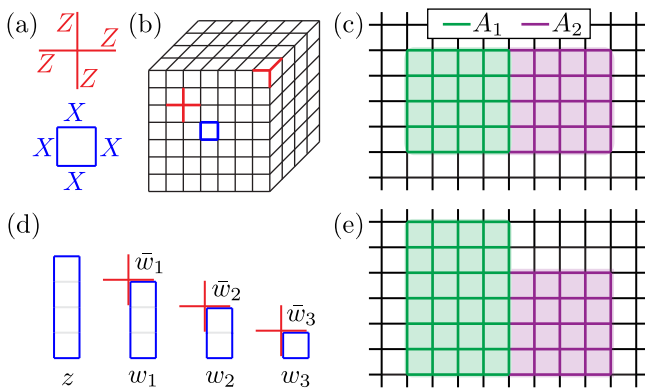 (a)
Z
Z
Z
Z
X
X
X
X
(b)
(c)
A₁
A₂
(d)
z
w̄₁
w₁
w̄₂
w₂
w̄₃
w₃
(e)